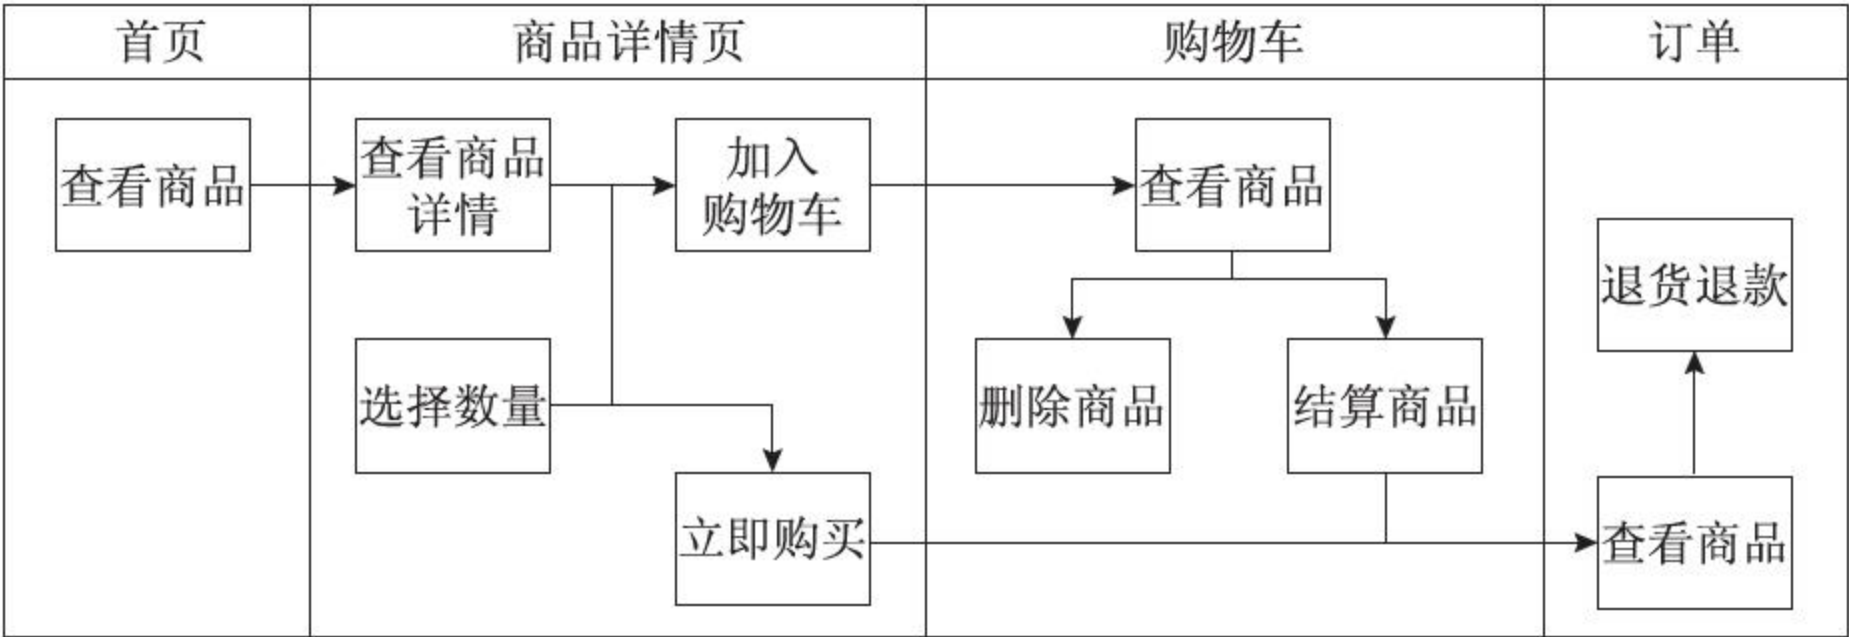 首页
商品详情页
购物车
订单
查看商品
查看商品
详情
加入
购物车
查看商品
退货退款
选择数量
删除商品
结算商品
立即购买
查看商品